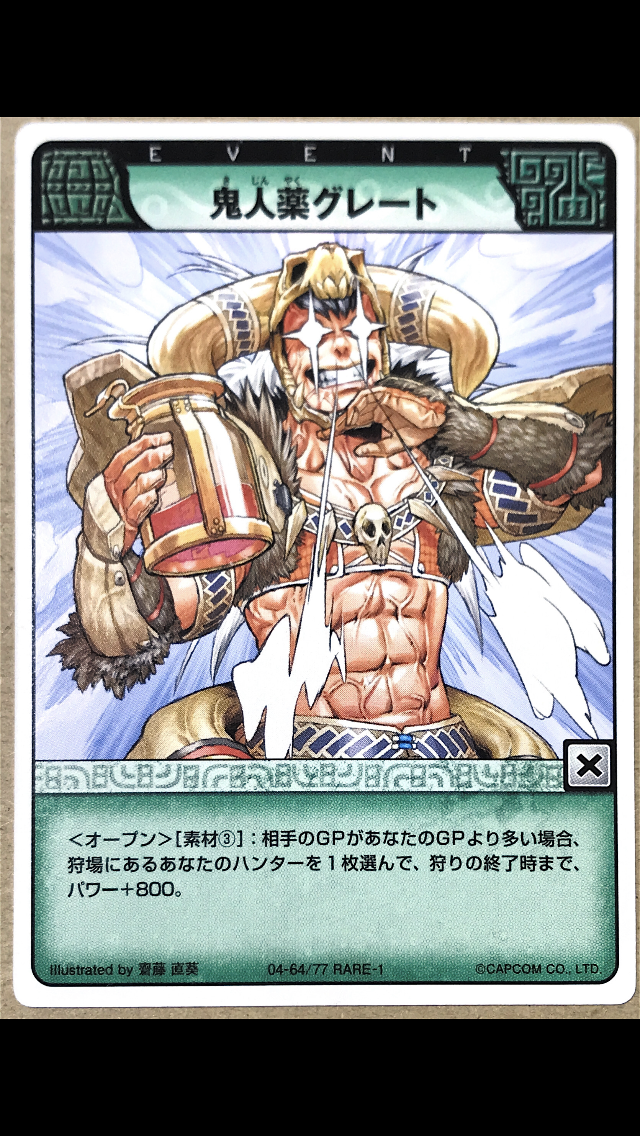 EVENT
きじんやく
鬼人薬グレート
<オープン>[素材③]：相手のGPがあなたのGPより多い場合、
狩場にあるあなたのハンターを1枚選んで、狩りの終了時まで、
パワー+800。
Illustrated by 齋藤 直葵 04-64/77 RARE-1 ©CAPCOM CO., LTD.